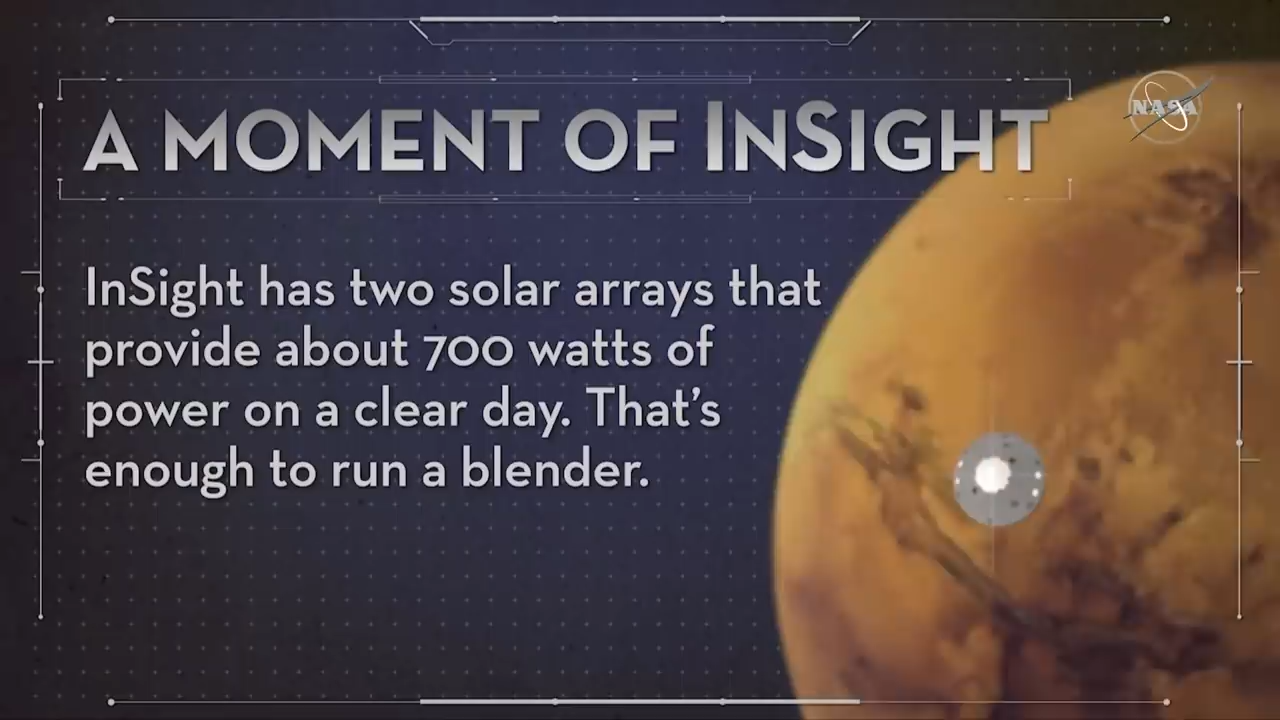 NASA
A MOMENT OF INSIGHT
InSight has two solar arrays that
provide about 700 watts of
power on a clear day. That's
enough to run a blender.